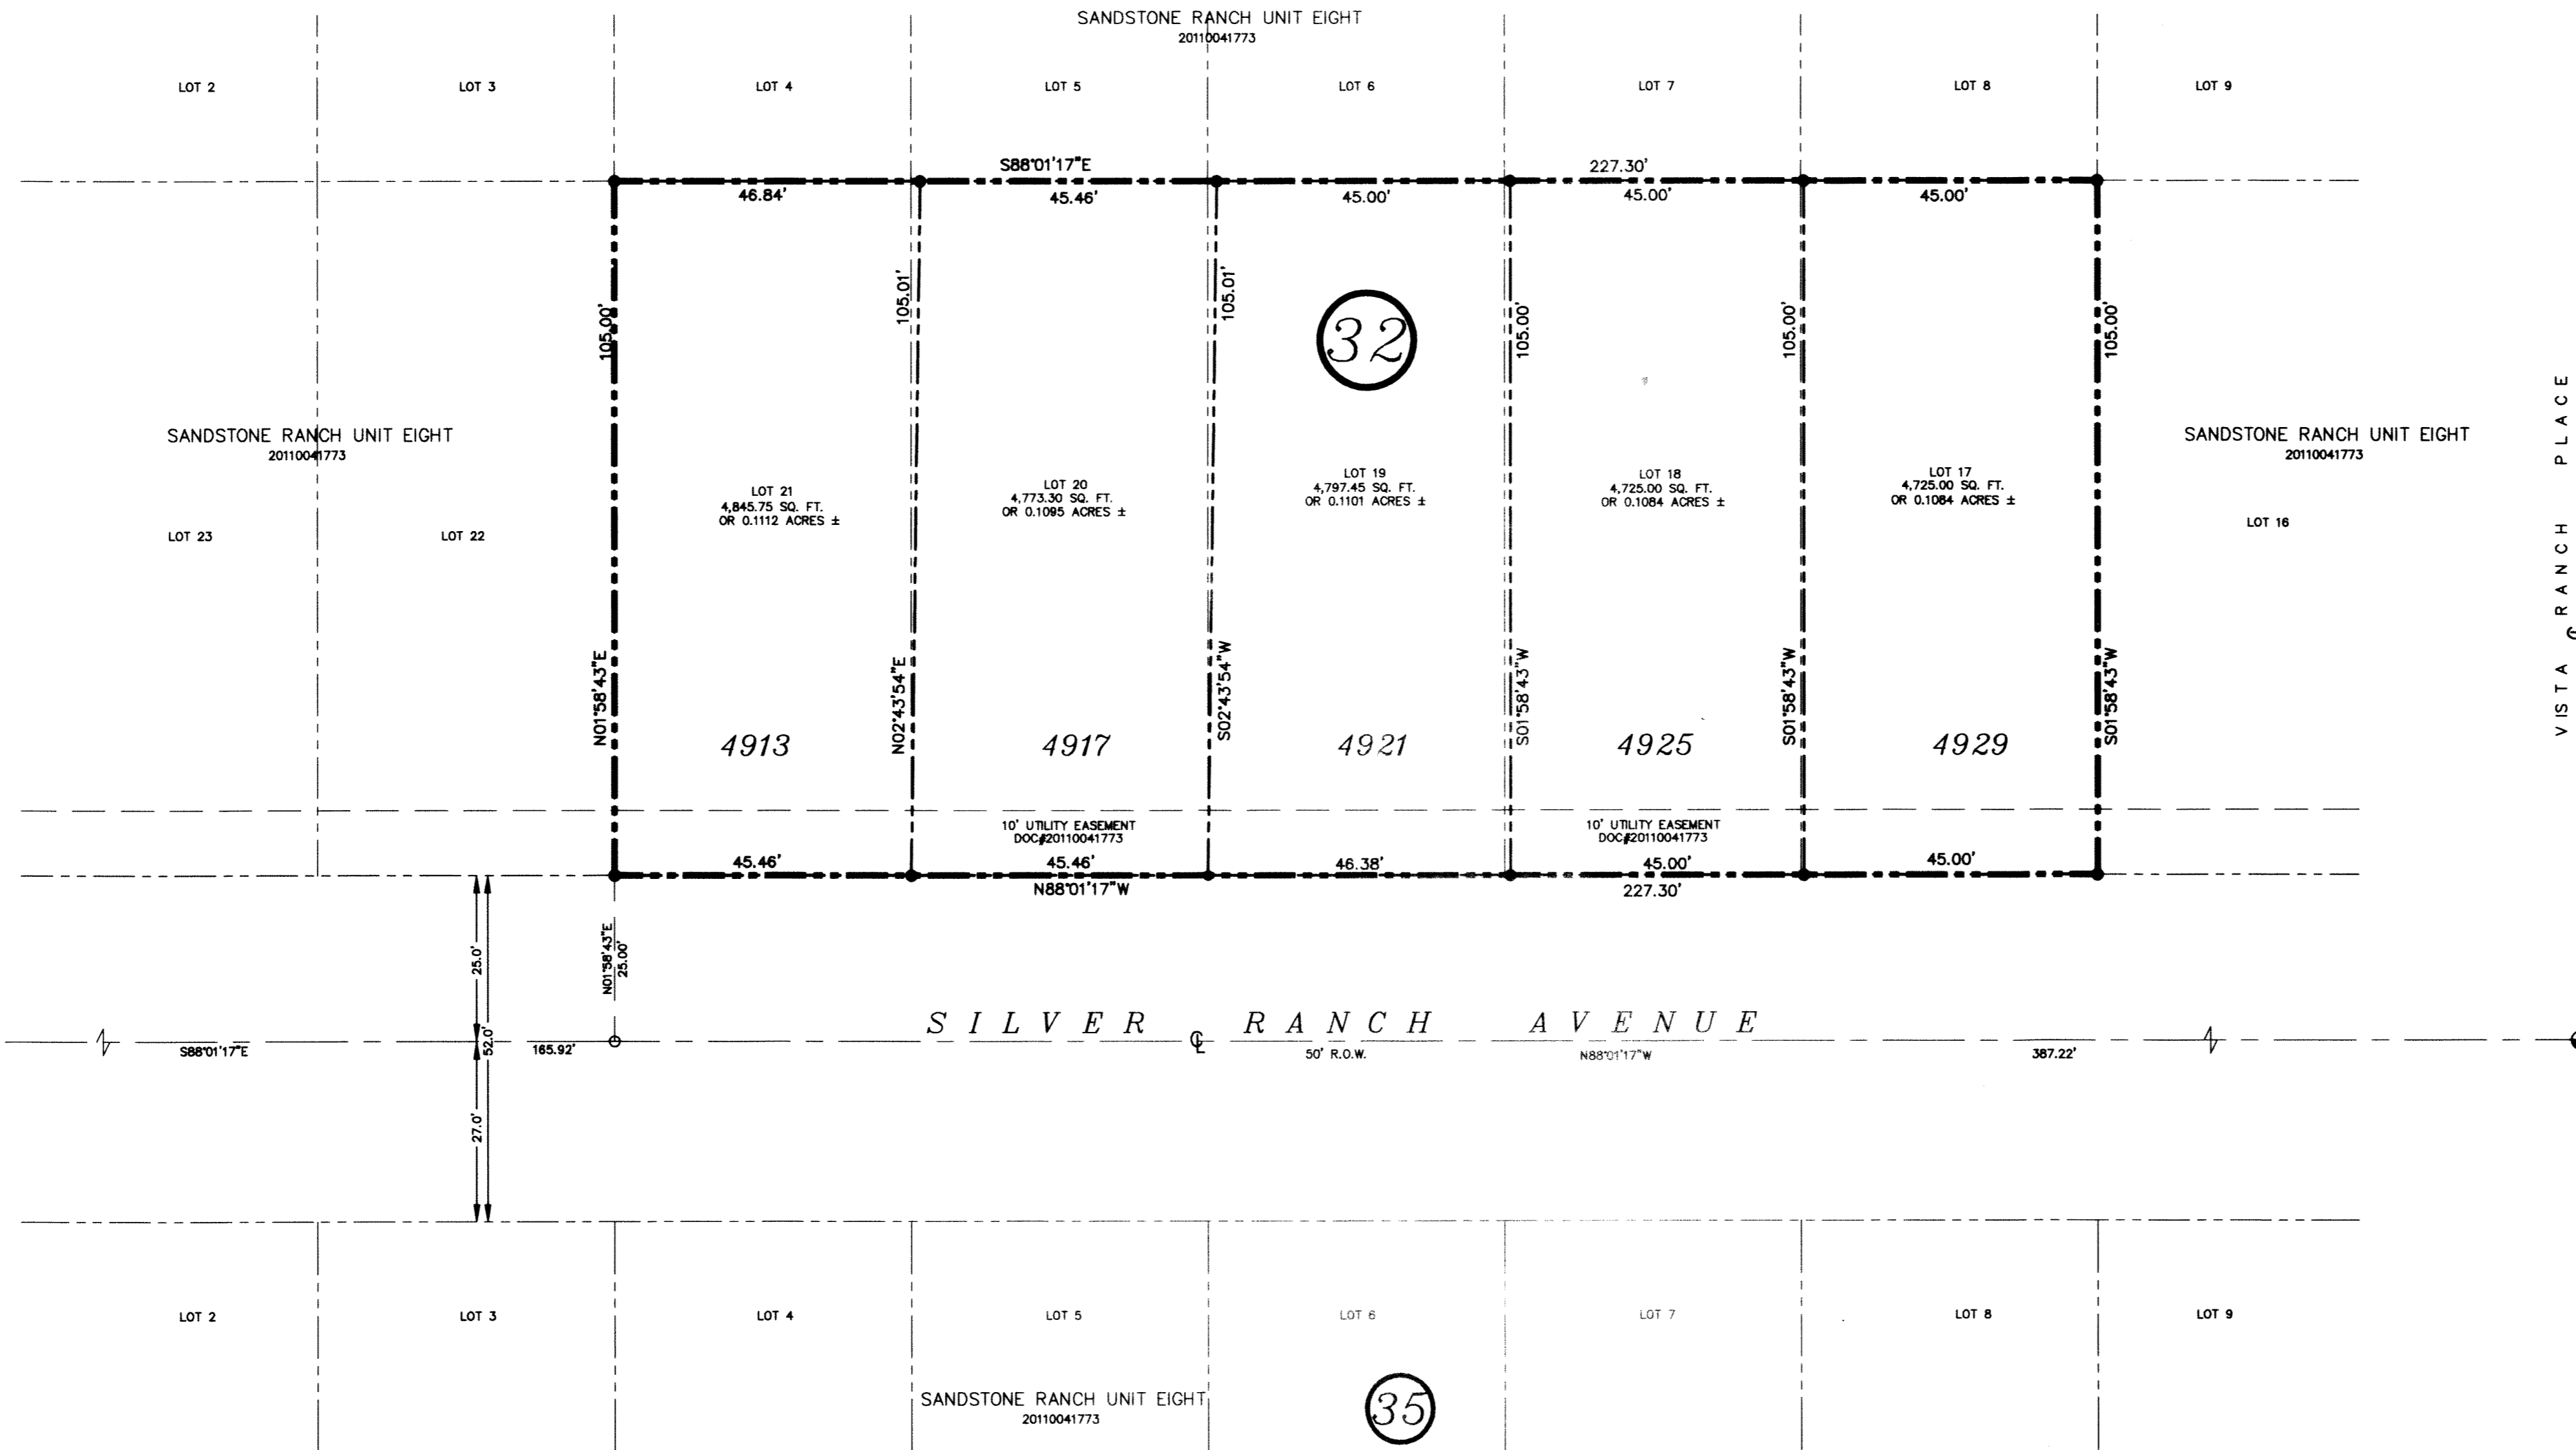 SANDSTONE RANCH UNIT EIGHT
20110041773
LOT 2
LOT 3
LOT 4
LOT 5
LOT 6
LOT 7
LOT 8
LOT 9
S88°01'17"E
227.30'
46.84'
45.46'
45.00'
45.00'
45.00'
105.00'
105.01'
105.01'
105.00'
105.00'
105.00'
32
SANDSTONE RANCH UNIT EIGHT
20110041773
LOT 23
LOT 22
LOT 21
4,845.75 SQ. FT.
OR 0.1112 ACRES ±
LOT 20
4,773.30 SQ. FT.
OR 0.1095 ACRES ±
LOT 19
4,797.45 SQ. FT.
OR 0.1101 ACRES ±
LOT 18
4,725.00 SQ. FT.
OR 0.1084 ACRES ±
LOT 17
4,725.00 SQ. FT.
OR 0.1084 ACRES ±
SANDSTONE RANCH UNIT EIGHT
20110041773
LOT 16
VISTA RANCH PLACE
N01°58'43"E
N02°43'54"E
S02°43'54"W
S01°58'43"W
S01°58'43"W
S01°58'43"W
4913
4917
4921
4925
4929
10' UTILITY EASEMENT
DOC#20110041773
10' UTILITY EASEMENT
DOC#20110041773
45.46'
45.46'
46.38'
45.00'
45.00'
N88°01'17"W
227.30'
25.0'
52.0'
27.0'
N01°58'43"E
25.00'
SILVER RANCH AVENUE
S88°01'17"E
165.92'
50' R.O.W.
N88°01'17"W
387.22'
LOT 2
LOT 3
LOT 4
LOT 5
LOT 6
LOT 7
LOT 8
LOT 9
SANDSTONE RANCH UNIT EIGHT
20110041773
35